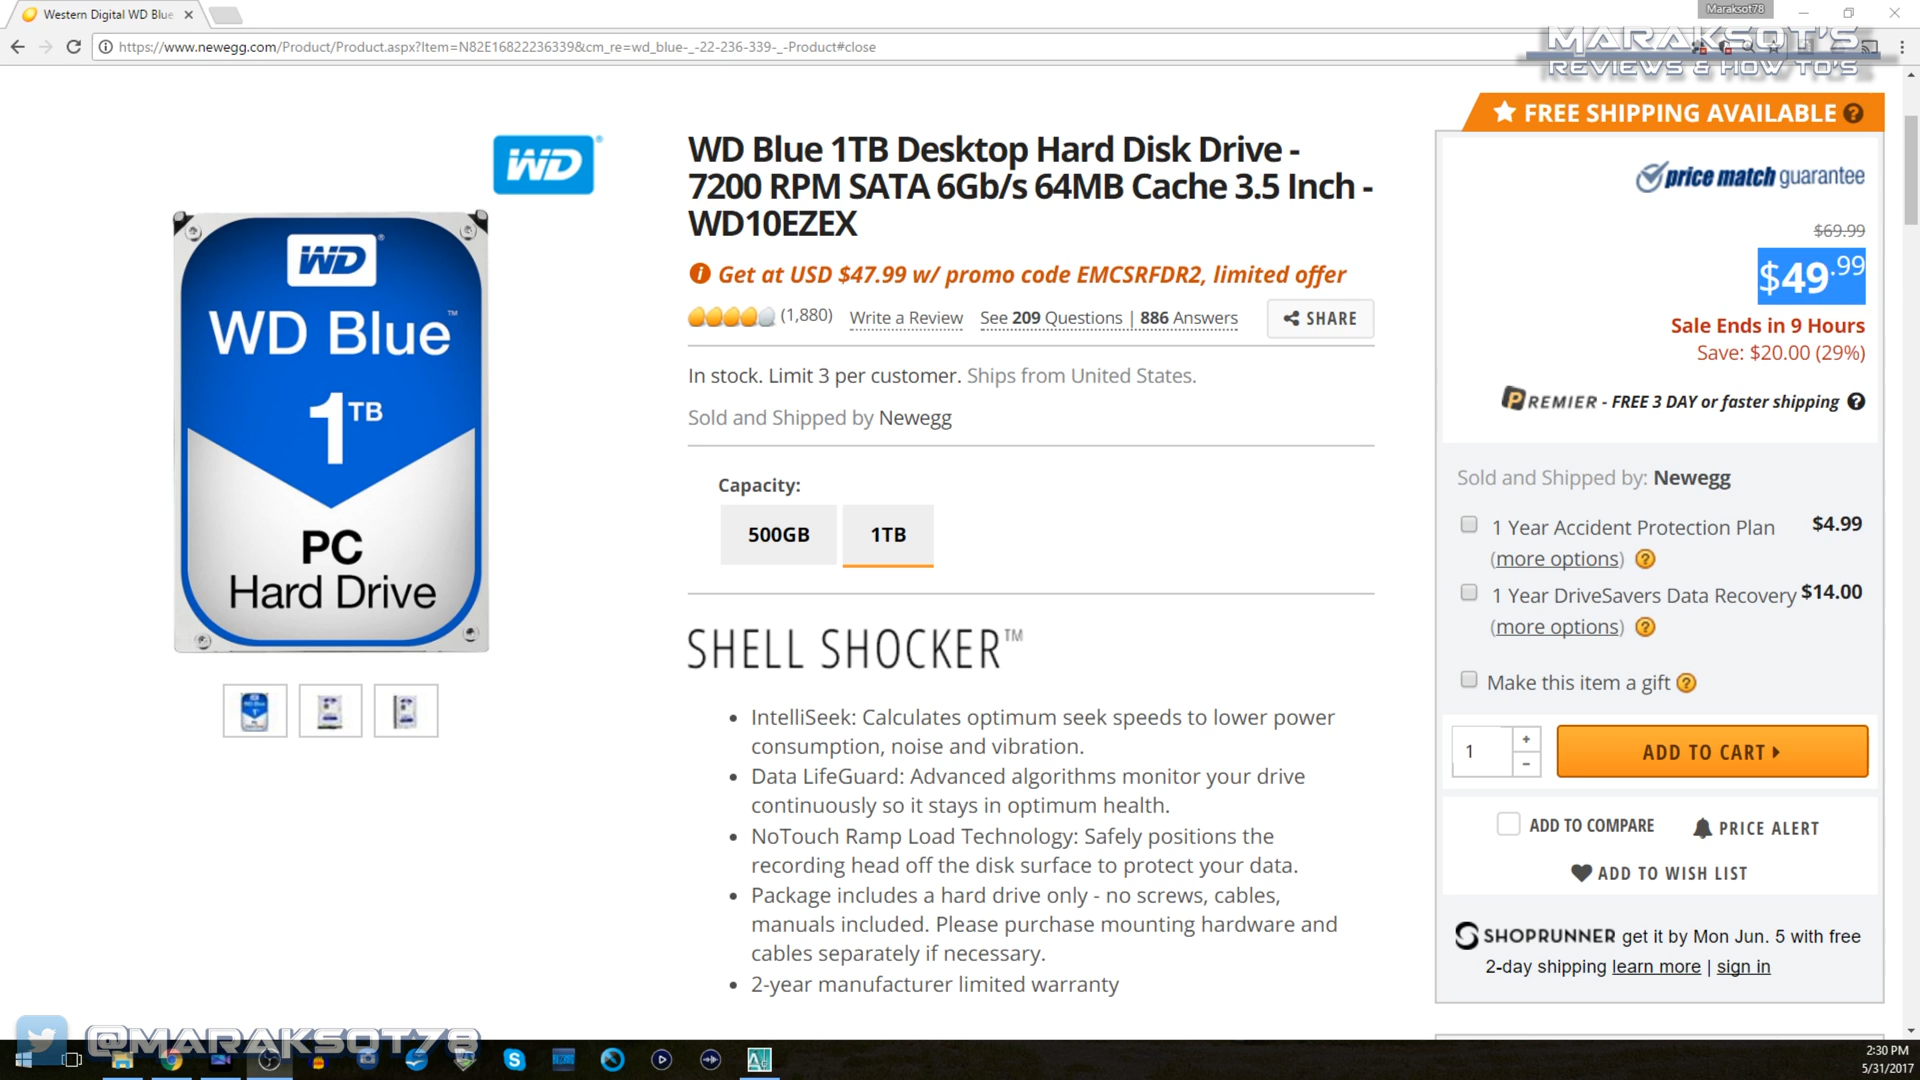 Western Digital WD Blue
Maraksot78
https://www.newegg.com/Product/Product.aspx?Item=N82E16822236339&cm_re=wd_blue-_-22-236-339-_-Product#close
MARAKSOT'S
REVIEWS & HOW TO'S
FREE SHIPPING AVAILABLE ?
WD
WD Blue 1TB Desktop Hard Disk Drive -
7200 RPM SATA 6Gb/s 64MB Cache 3.5 Inch -
WD10EZEX
Get at USD $47.99 w/ promo code EMCSRFDR2, limited offer
(1,880) Write a Review See 209 Questions | 886 Answers SHARE
In stock. Limit 3 per customer. Ships from United States.
Sold and Shipped by Newegg
Capacity:
500GB 1TB
SHELL SHOCKER™
• IntelliSeek: Calculates optimum seek speeds to lower power
consumption, noise and vibration.
• Data LifeGuard: Advanced algorithms monitor your drive
continuously so it stays in optimum health.
• NoTouch Ramp Load Technology: Safely positions the
recording head off the disk surface to protect your data.
• Package includes a hard drive only - no screws, cables,
manuals included. Please purchase mounting hardware and
cables separately if necessary.
• 2-year manufacturer limited warranty
WD®
WD Blue™
1TB
PC
Hard Drive
price match guarantee
$69.99
$49.99
Sale Ends in 9 Hours
Save: $20.00 (29%)
PREMIER - FREE 3 DAY or faster shipping ?
Sold and Shipped by: Newegg
1 Year Accident Protection Plan $4.99
(more options) ?
1 Year DriveSavers Data Recovery $14.00
(more options) ?
Make this item a gift ?
1 + - ADD TO CART
ADD TO COMPARE PRICE ALERT
ADD TO WISH LIST
SHOPRUNNER get it by Mon Jun. 5 with free
2-day shipping learn more | sign in
@MARAKSOT78
2:30 PM
5/31/2017